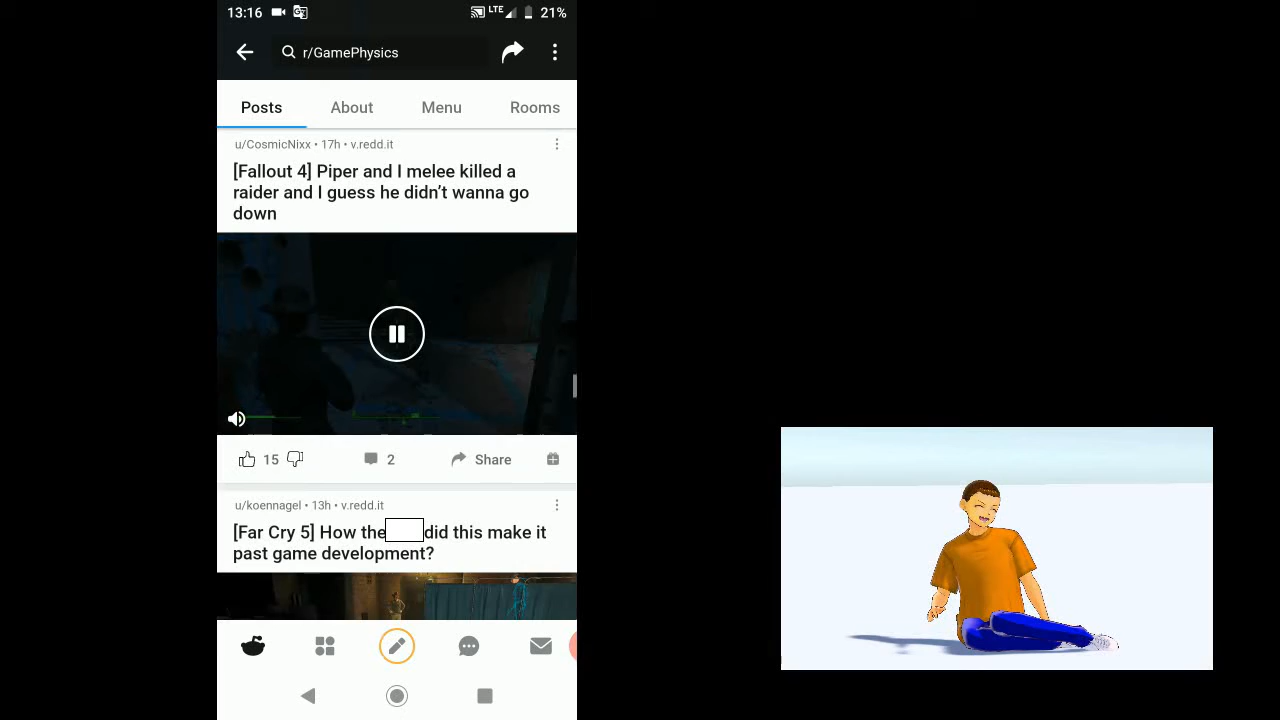 13:16
LTE
21%
r/GamePhysics
Posts
About
Menu
Rooms
u/CosmicNixx • 17h • v.redd.it
[Fallout 4] Piper and I melee killed a
raider and I guess he didn’t wanna go
down
15
2
Share
u/koennagel • 13h • v.redd.it
[Far Cry 5] How the did this make it
past game development?